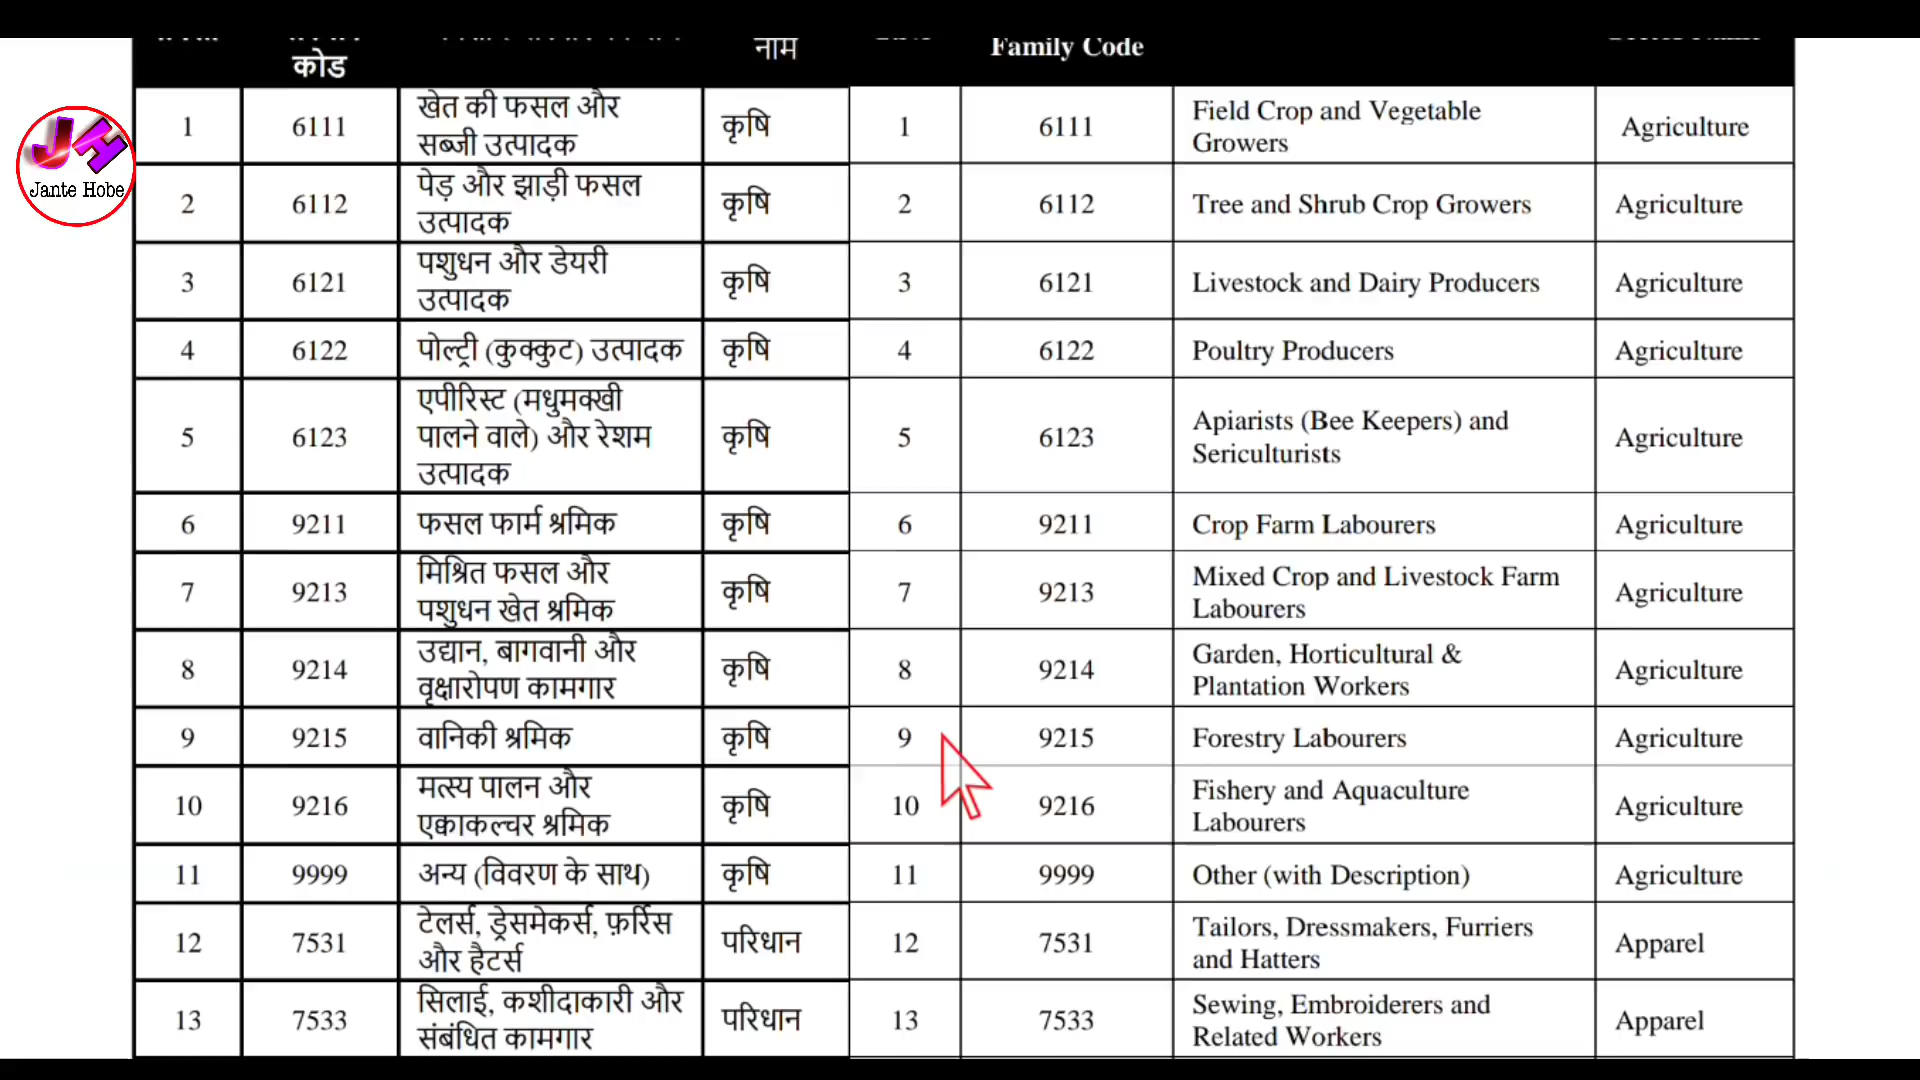 कोड
नाम
Family Code
1 6111 खेत की फसल और
सब्जी उत्पादक कृषि 1 6111 Field Crop and Vegetable
Growers Agriculture
JH
Jante Hobe
2 6112 पेड़ और झाड़ी फसल
उत्पादक कृषि 2 6112 Tree and Shrub Crop Growers Agriculture
3 6121 पशुधन और डेयरी
उत्पादक कृषि 3 6121 Livestock and Dairy Producers Agriculture
4 6122 पोल्ट्री (कुक्कुट) उत्पादक कृषि 4 6122 Poultry Producers Agriculture
5 6123 एपीरिस्ट (मधुमक्खी
पालने वाले) और रेशम
उत्पादक कृषि 5 6123 Apiarists (Bee Keepers) and
Sericulturists Agriculture
6 9211 फसल फार्म श्रमिक कृषि 6 9211 Crop Farm Labourers Agriculture
7 9213 मिश्रित फसल और
पशुधन खेत श्रमिक कृषि 7 9213 Mixed Crop and Livestock Farm
Labourers Agriculture
8 9214 उद्यान, बागवानी और
वृक्षारोपण कामगार कृषि 8 9214 Garden, Horticultural &
Plantation Workers Agriculture
9 9215 वानिकी श्रमिक कृषि 9 9215 Forestry Labourers Agriculture
10 9216 मत्स्य पालन और
एक्वाकल्चर श्रमिक कृषि 10 9216 Fishery and Aquaculture
Labourers Agriculture
11 9999 अन्य (विवरण के साथ) कृषि 11 9999 Other (with Description) Agriculture
12 7531 टेलर्स, ड्रेसमेकर्स, फ़र्रिस
और हैटर्स परिधान 12 7531 Tailors, Dressmakers, Furriers
and Hatters Apparel
13 7533 सिलाई, कशीदाकारी और
संबंधित कामगार परिधान 13 7533 Sewing, Embroiderers and
Related Workers Apparel